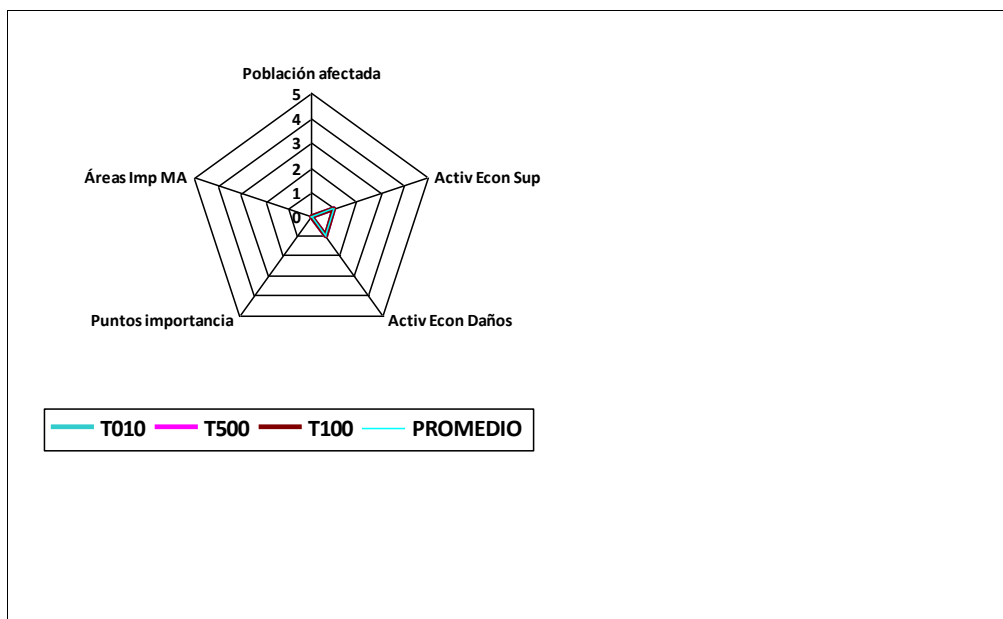 Población afectada
5
4
3
2
1
0
Áreas Imp MA
Activ Econ Sup
Puntos importancia
Activ Econ Daños
T010 T500 T100 PROMEDIO